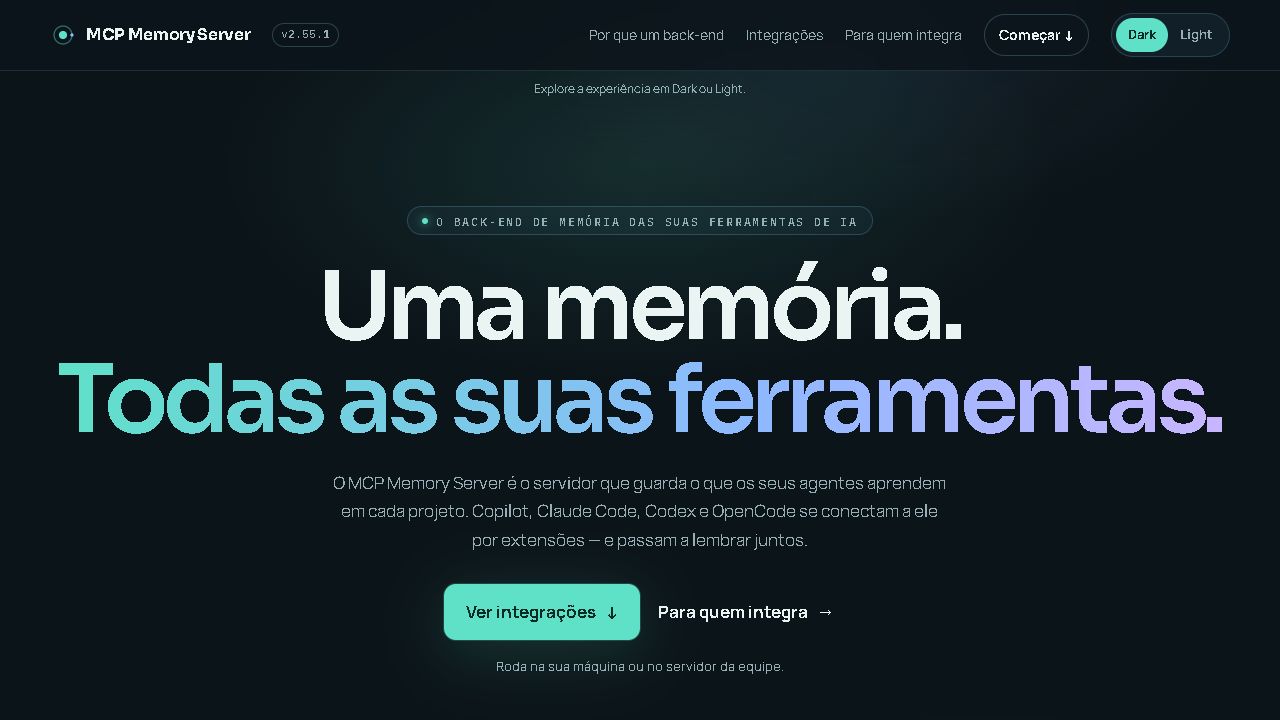 MCP Memory Server
v2.55.1
Por que um back-end
Integrações
Para quem integra
Começar ↓
Dark
Light
Explore a experiência em Dark ou Light.
O BACK-END DE MEMÓRIA DAS SUAS FERRAMENTAS DE IA
Uma memória.
Todas as suas ferramentas.
O MCP Memory Server é o servidor que guarda o que os seus agentes aprendem
em cada projeto. Copilot, Claude Code, Codex e OpenCode se conectam a ele
por extensões — e passam a lembrar juntos.
Ver integrações ↓
Para quem integra →
Roda na sua máquina ou no servidor da equipe.